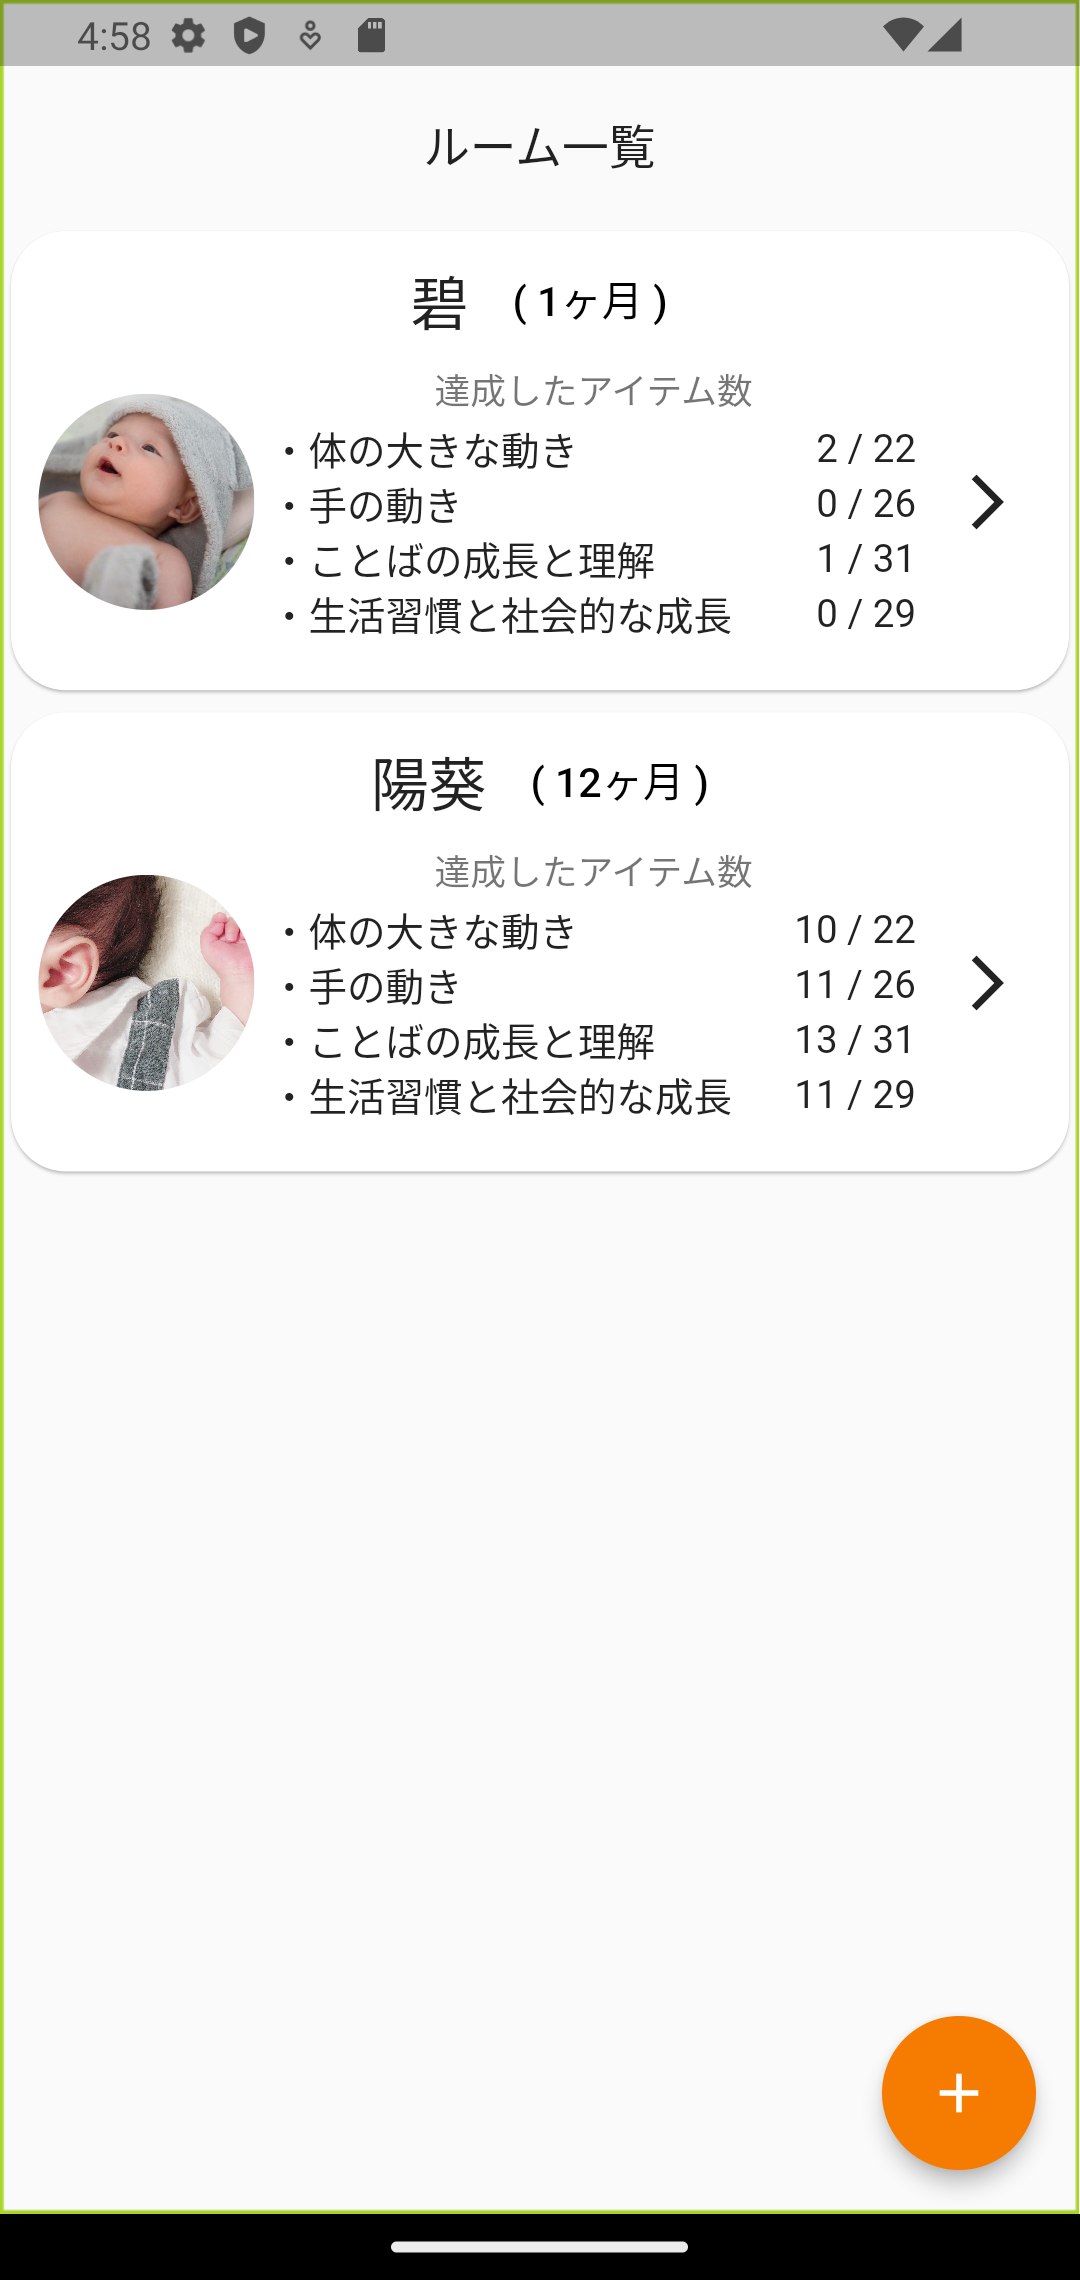 4:58
ルーム一覧
碧 ( 1ヶ月 )
達成したアイテム数
・体の大きな動き 2 / 22
・手の動き 0 / 26
・ことばの成長と理解 1 / 31
・生活習慣と社会的な成長 0 / 29
陽葵 ( 12ヶ月 )
達成したアイテム数
・体の大きな動き 10 / 22
・手の動き 11 / 26
・ことばの成長と理解 13 / 31
・生活習慣と社会的な成長 11 / 29